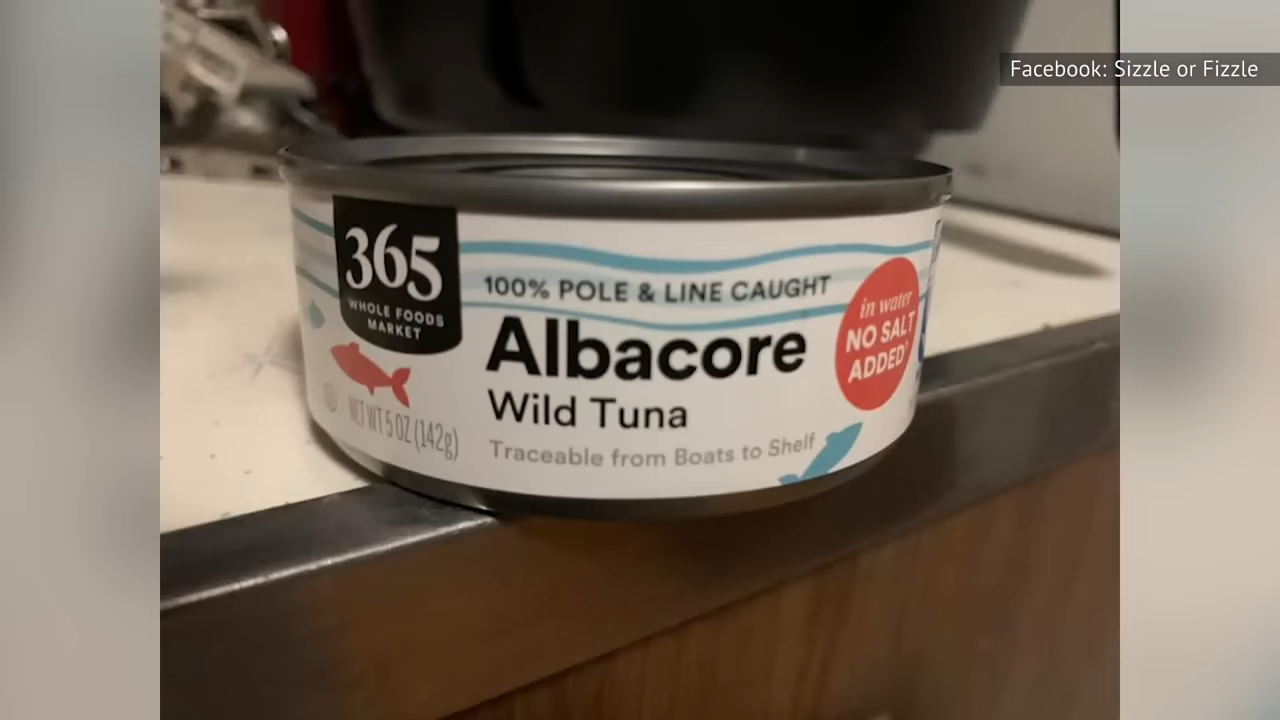 Facebook: Sizzle or Fizzle
365
WHOLE FOODS
MARKET
100% POLE & LINE CAUGHT
Albacore
Wild Tuna
Traceable from Boats to Shelf
in water
NO SALT
ADDED†
NET WT 5 OZ (142g)